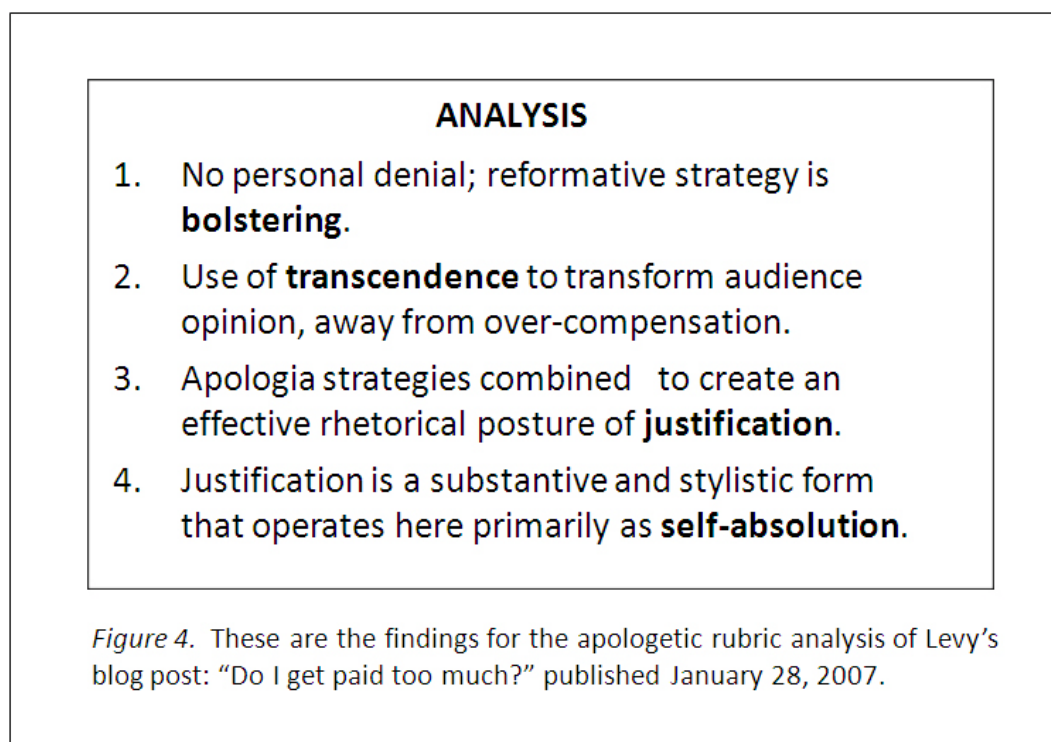 ANALYSIS
1. No personal denial; reformative strategy is
bolstering.
2. Use of transcendence to transform audience
opinion, away from over-compensation.
3. Apologia strategies combined to create an
effective rhetorical posture of justification.
4. Justification is a substantive and stylistic form
that operates here primarily as self-absolution.
Figure 4. These are the findings for the apologetic rubric analysis of Levy's
blog post: “Do I get paid too much?” published January 28, 2007.